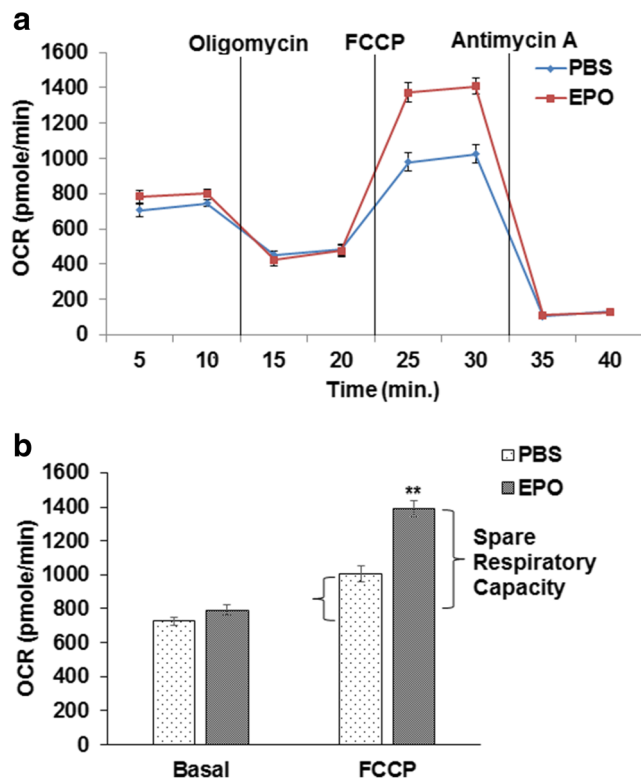 a
Oligomycin FCCP Antimycin A
PBS
EPO
OCR (pmole/min)
1600
1400
1200
1000
800
600
400
200
0
5 10 15 20 25 30 35 40
Time (min.)
b
PBS
EPO
OCR (pmole/min)
1600
1400
1200
1000
800
600
400
200
0
**
Spare
Respiratory
Capacity
Basal FCCP